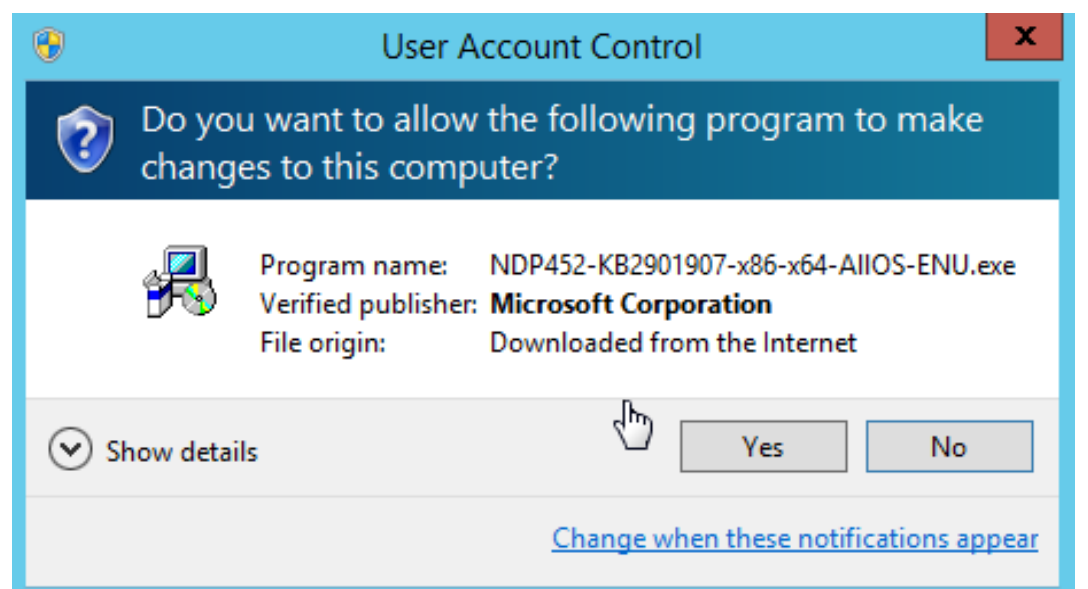 User Account Control
x
Do you want to allow the following program to make
changes to this computer?
Program name: NDP452-KB2901907-x86-x64-AllOS-ENU.exe
Verified publisher: Microsoft Corporation
File origin: Downloaded from the Internet
Show details
Yes
No
Change when these notifications appear